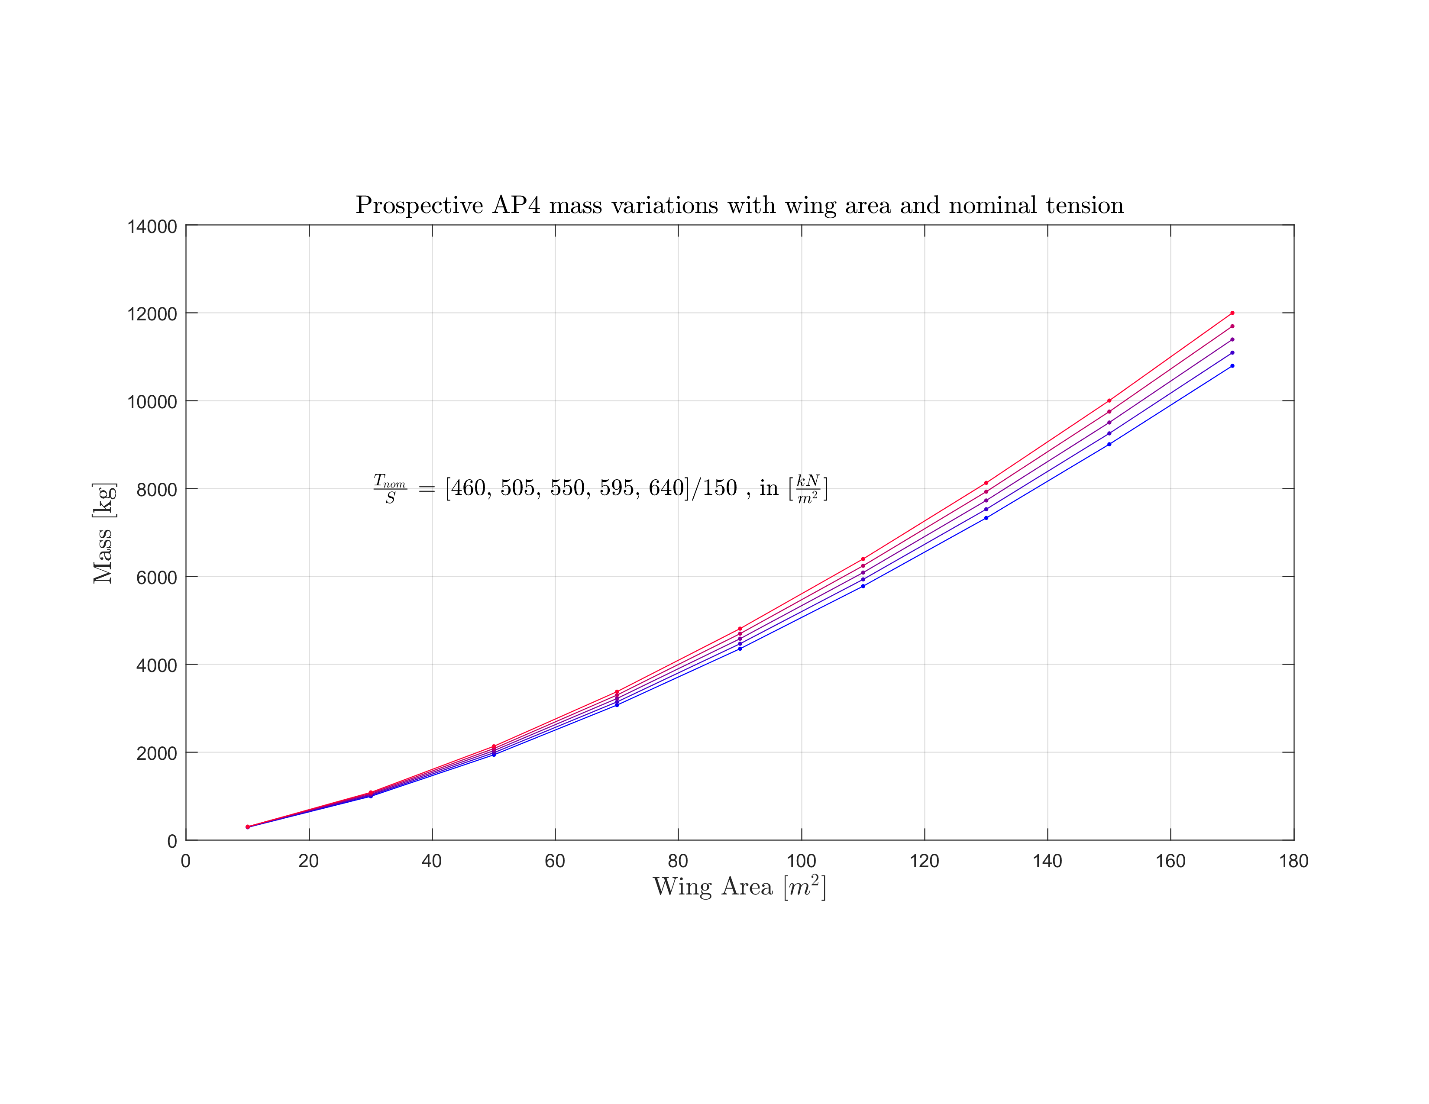 Prospective AP4 mass variations with wing area and nominal tension
14000
12000
10000
8000
6000
4000
2000
0
Mass [kg]
T_nom/S = [460, 505, 550, 595, 640]/150 , in [kN/m²]
0 20 40 60 80 100 120 140 160 180
Wing Area [m²]